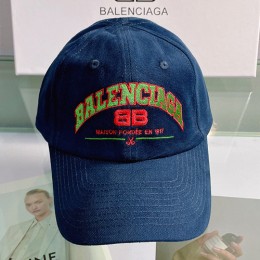 BALENCIAGA
BALENCIAGA
BB
MAISON FONDÉE EN 1917